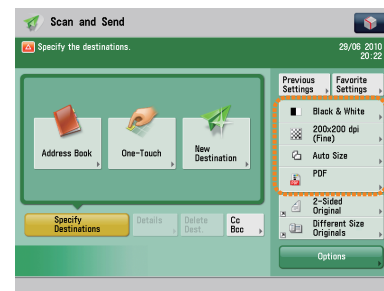 Scan and Send
Specify the destinations.
29/06 2010
20:22
Previous
Settings
Favorite
Settings
Address Book
One-Touch
New
Destination
Black & White
200x200 dpi
(Fine)
Auto Size
PDF
2-Sided
Original
Different Size
Originals
Specify
Destinations
Details
Delete
Dest.
Cc
Bcc
Options